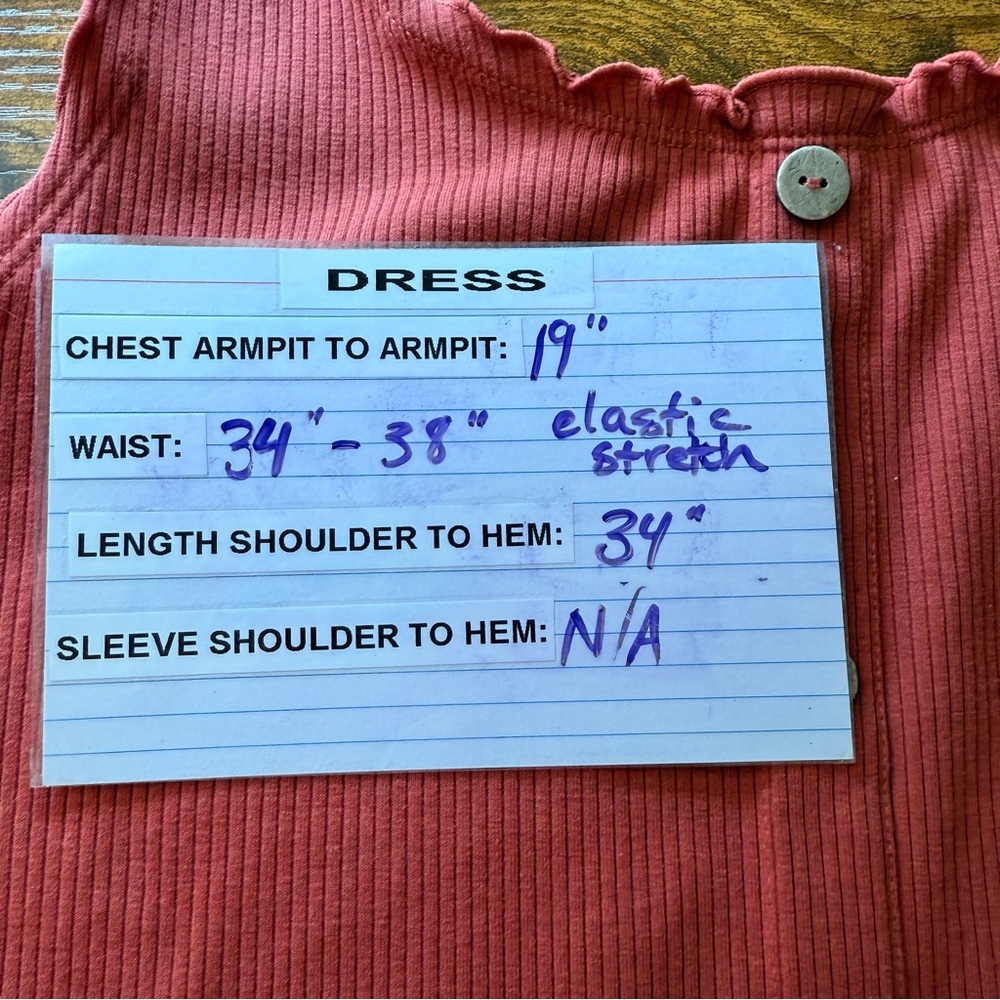 DRESS
CHEST ARMPIT TO ARMPIT: 19"
WAIST: 34" - 38" elastic
stretch
LENGTH SHOULDER TO HEM: 34"
SLEEVE SHOULDER TO HEM: N/A